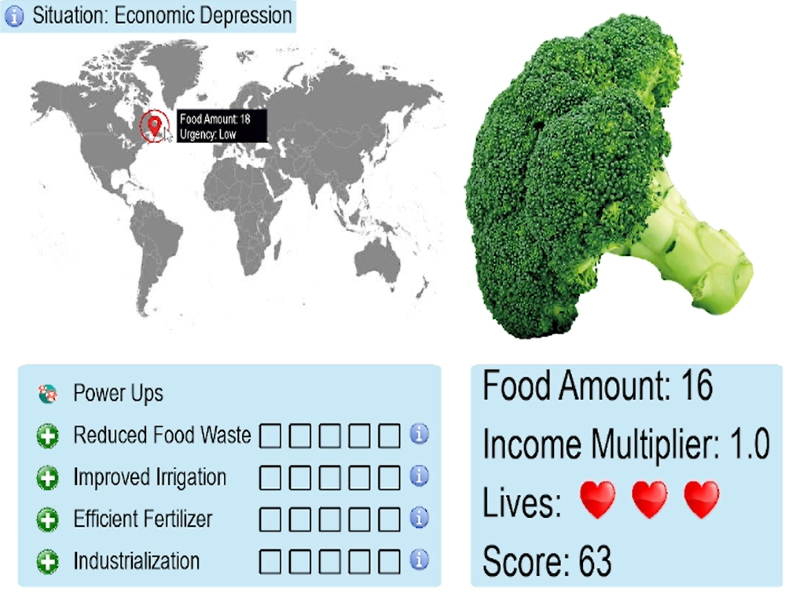 Situation: Economic Depression
Food Amount: 18
Urgency: Low
Power Ups
Reduced Food Waste
Improved Irrigation
Efficient Fertilizer
Industrialization
Food Amount: 16
Income Multiplier: 1.0
Lives:
Score: 63